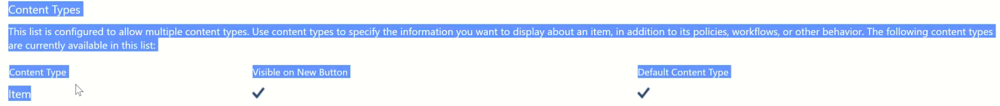 Content Types
This list is configured to allow multiple content types. Use content types to specify the information you want to display about an item, in addition to its policies, workflows, or other behavior. The following content types
are currently available in this list:
Content Type Visible on New Button Default Content Type
Item